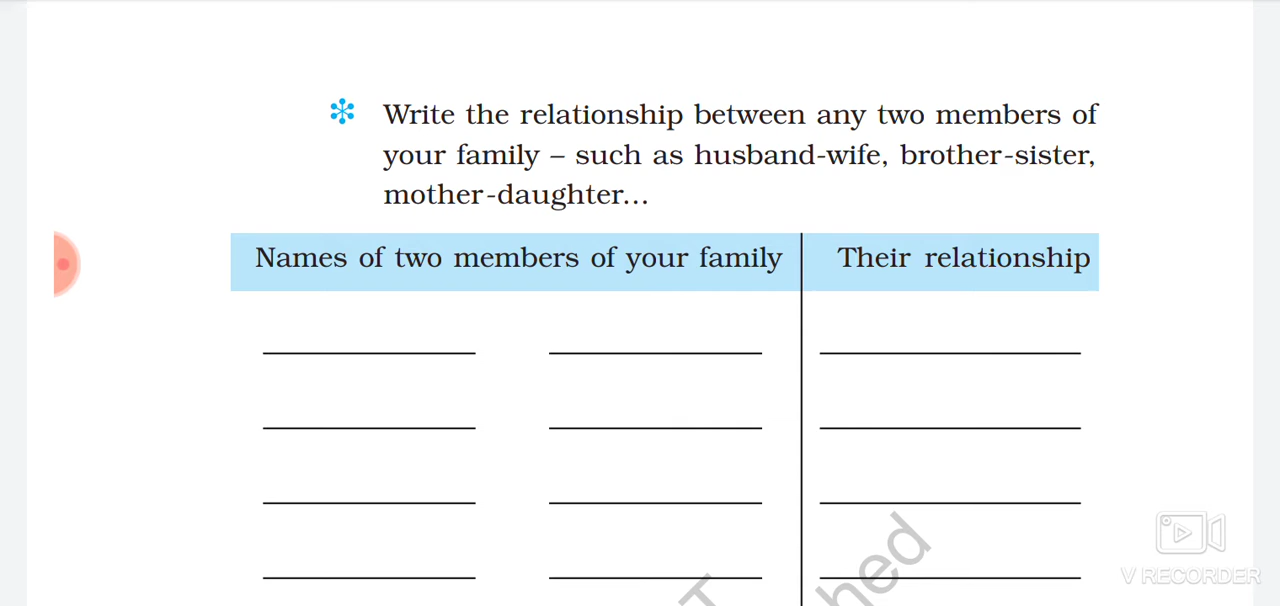 Write the relationship between any two members of
your family – such as husband-wife, brother-sister,
mother-daughter...
Names of two members of your family Their relationship
hed
T
V RECORDER